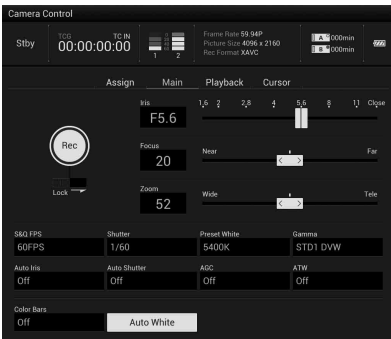 Camera Control
Stby TCG TC IN 00:00:00:00
1 2
Frame Rate 59.94P
Picture Size 4096 x 2160
Rec Format XAVC
A 000min
B 000min
Assign Main Playback Cursor
Rec
Lock
Iris
F5.6
1,6 2 2,8 4 5,6 8 11 Close
Focus
20
Near Far
Zoom
52
Wide Tele
S&Q FPS Shutter Preset White Gamma
60FPS 1/60 5400K STD1 DVW
Auto Iris Auto Shutter AGC ATW
Off Off Off Off
Color Bars
Off Auto White